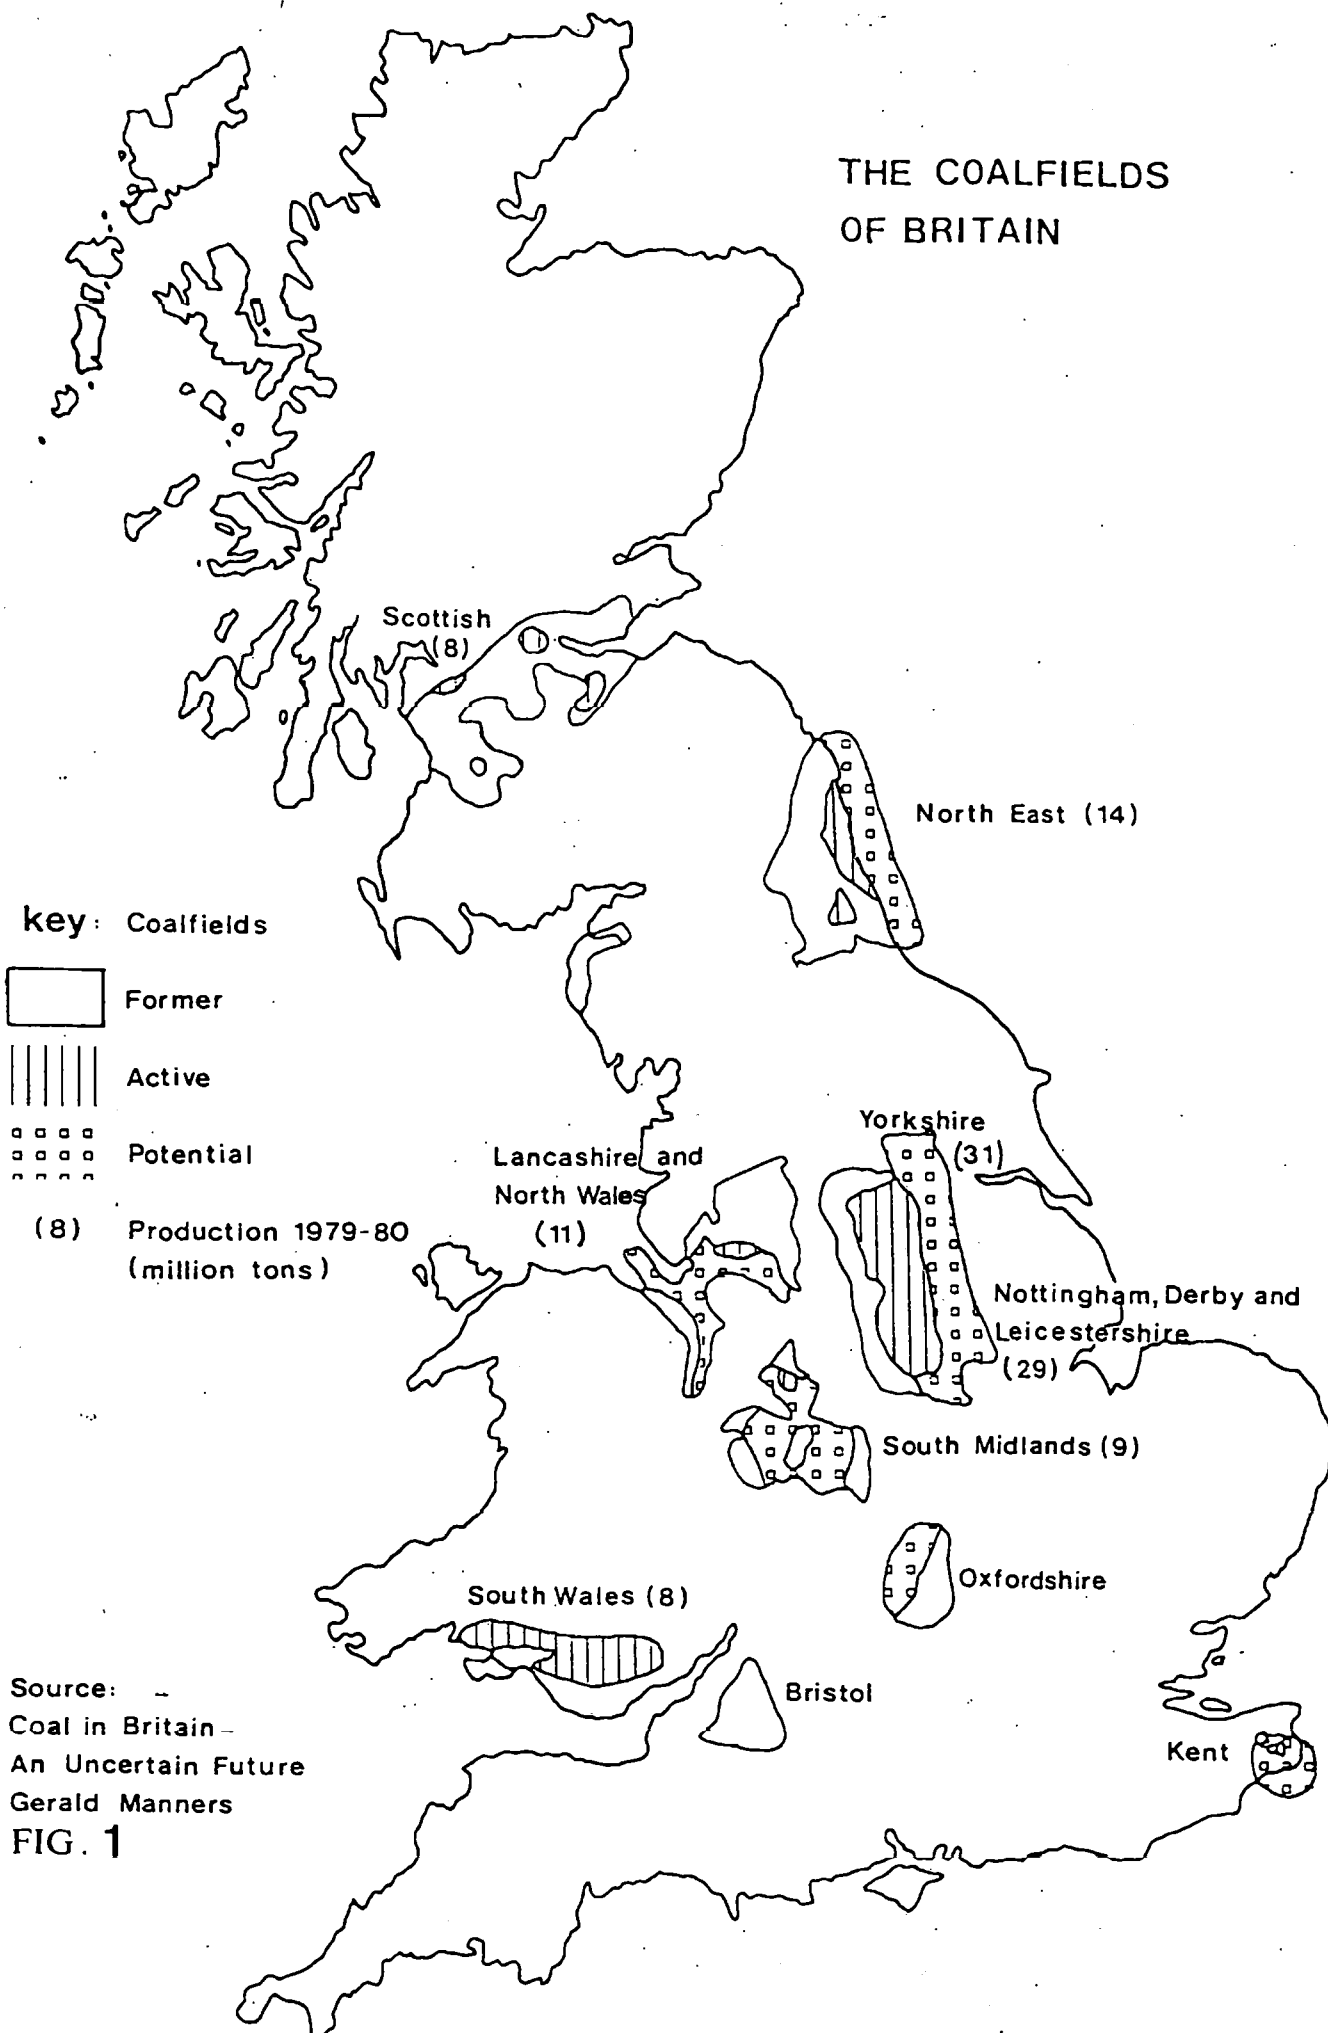 THE COALFIELDS
OF BRITAIN
Scottish
(8)
North East (14)
key: Coalfields
Former
Active
Potential
(8) Production 1979-80
(million tons)
Yorkshire
(31)
Lancashire and
North Wales
(11)
Nottingham, Derby and
Leicestershire
(29)
South Midlands (9)
Oxfordshire
South Wales (8)
Bristol
Kent
Source:
Coal in Britain
An Uncertain Future
Gerald Manners
FIG. 1